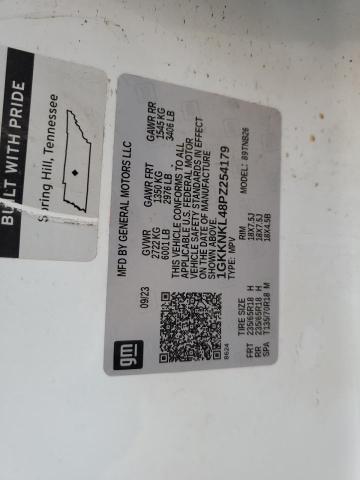 BUILT WITH PRIDE
Spring Hill, Tennessee
MFD BY GENERAL MOTORS LLC
GVWR GAWR FRT GAWR RR
2722 KG 1350 KG 1545 KG
6001 LB 2976 LB 3406 LB
THIS VEHICLE CONFORMS TO ALL
APPLICABLE U.S. FEDERAL MOTOR
VEHICLE SAFETY STANDARDS IN EFFECT
ON THE DATE OF MANUFACTURE
SHOWN ABOVE.
09/23
1GKKNKL48PZ254179
TYPE: MPV MODEL: 89TNB26
gm
8624
TIRE SIZE RIM
FRT 235/65R18 H 18X7.5J
RR 235/65R18 H 18X7.5J
SPA T135/70R18 M 18X4.5B